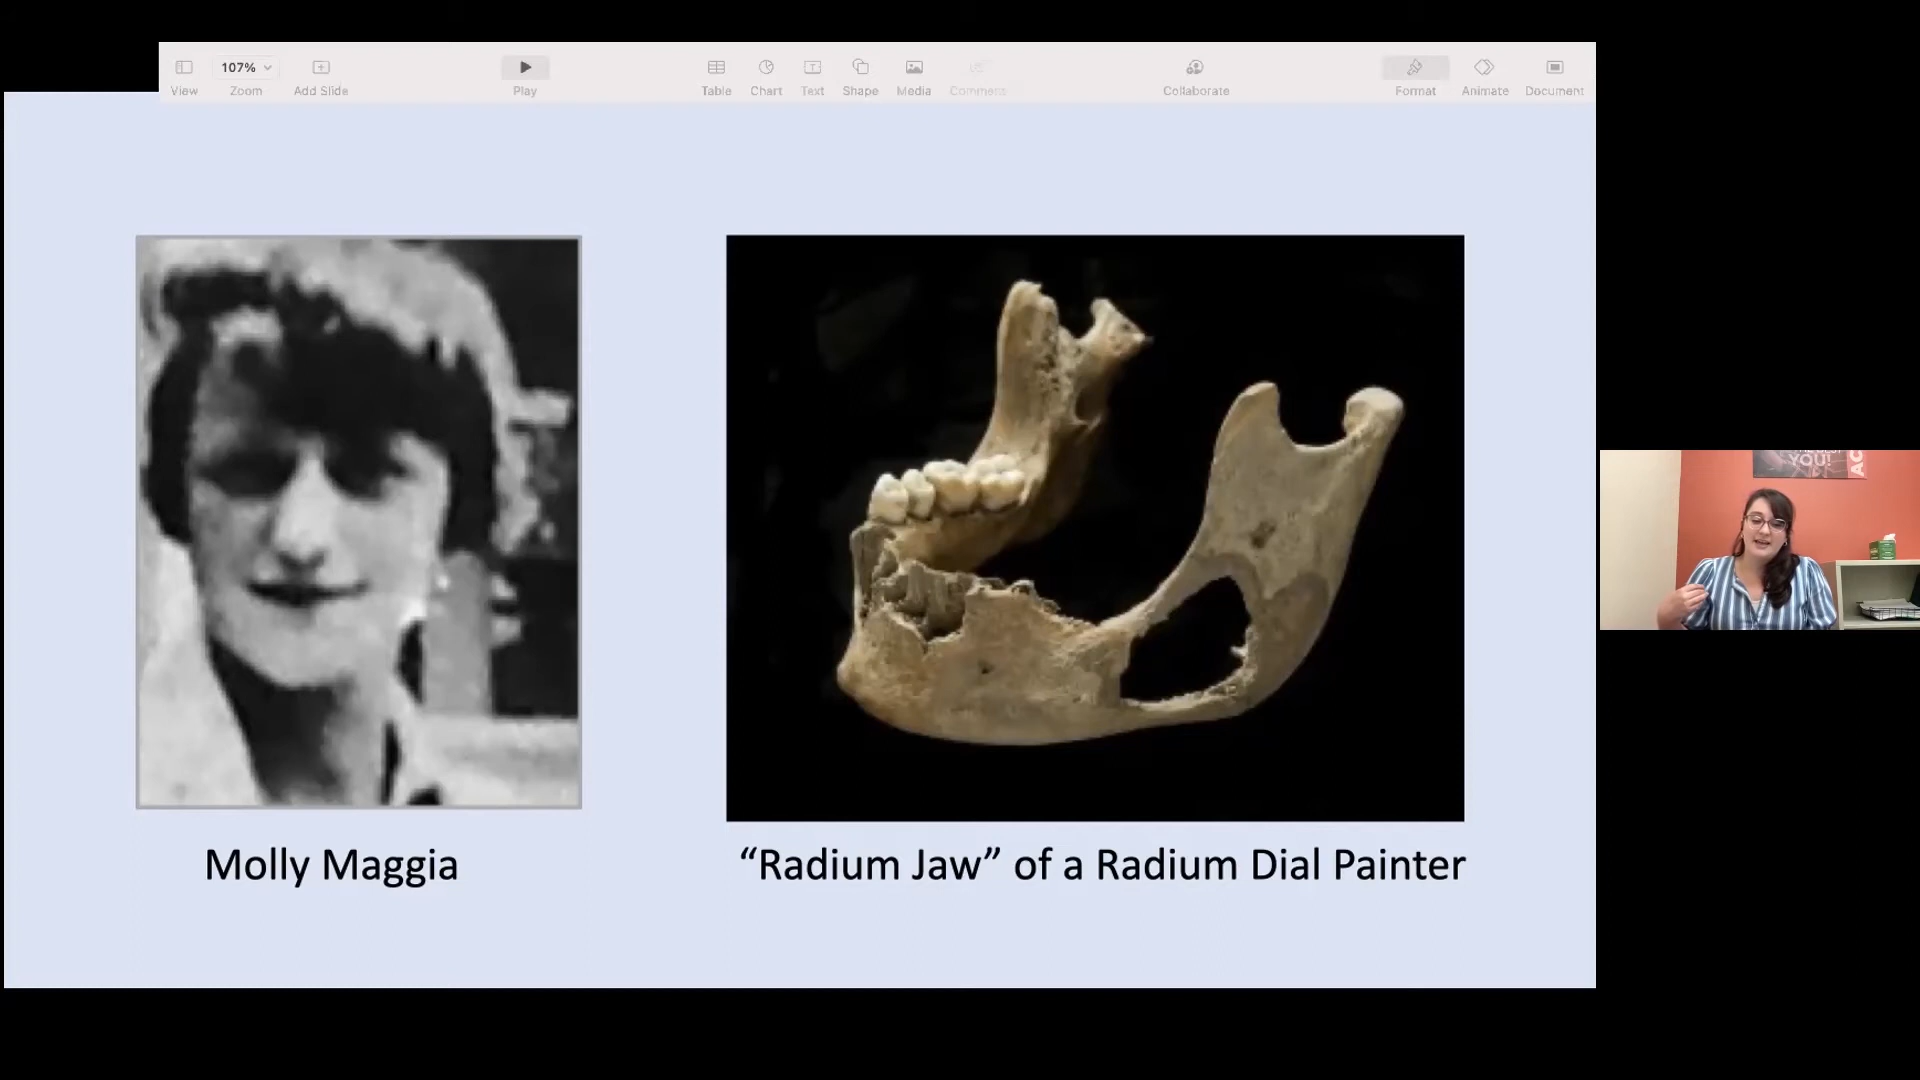 107%
View
Zoom
Add Slide
Play
Table
Chart
Text
Shape
Media
Comment
Collaborate
Format
Animate
Document
YOU!
AC
Molly Maggia
“Radium Jaw” of a Radium Dial Painter